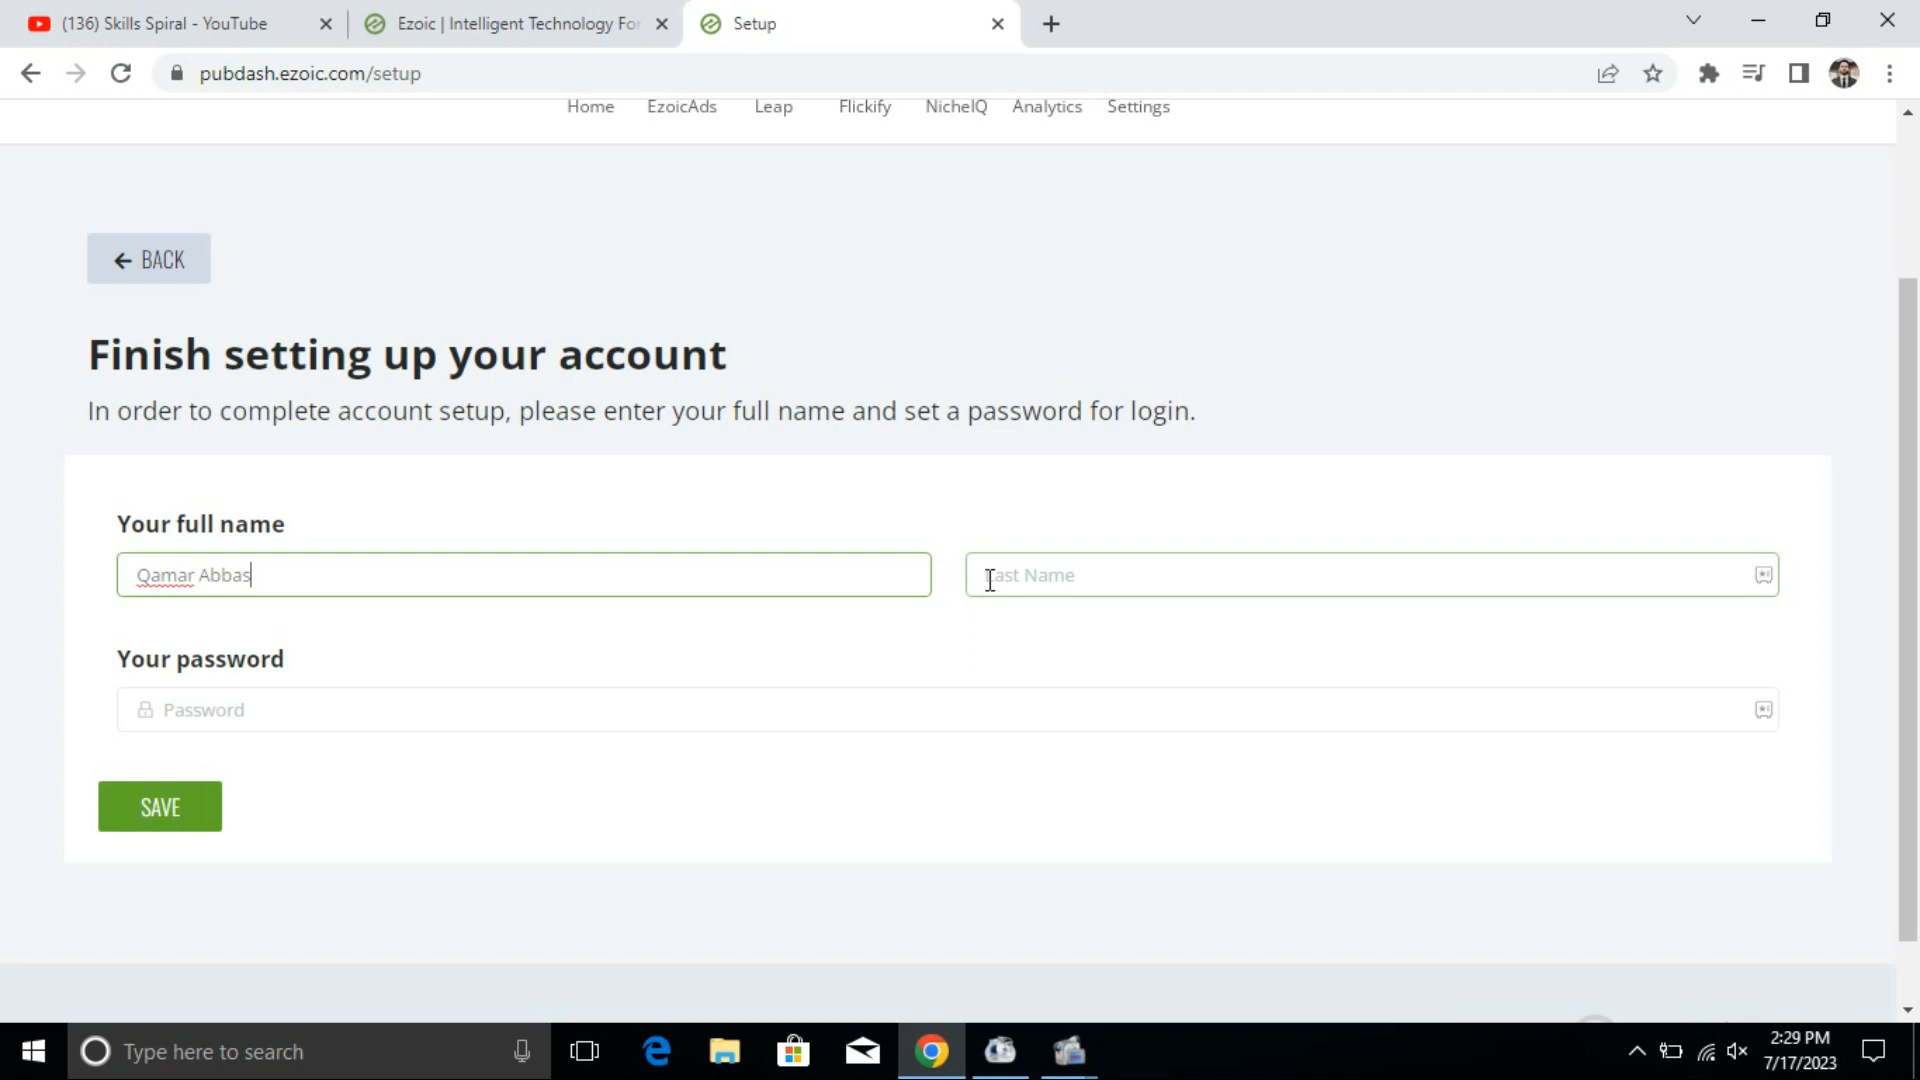 (136) Skills Spiral - YouTube
Ezoic | Intelligent Technology For
Setup
pubdash.ezoic.com/setup
Home EzoicAds Leap Flickify NicheIQ Analytics Settings
BACK
Finish setting up your account
In order to complete account setup, please enter your full name and set a password for login.
Your full name
Qamar Abbas
Last Name
Your password
Password
SAVE
Type here to search
2:29 PM
7/17/2023